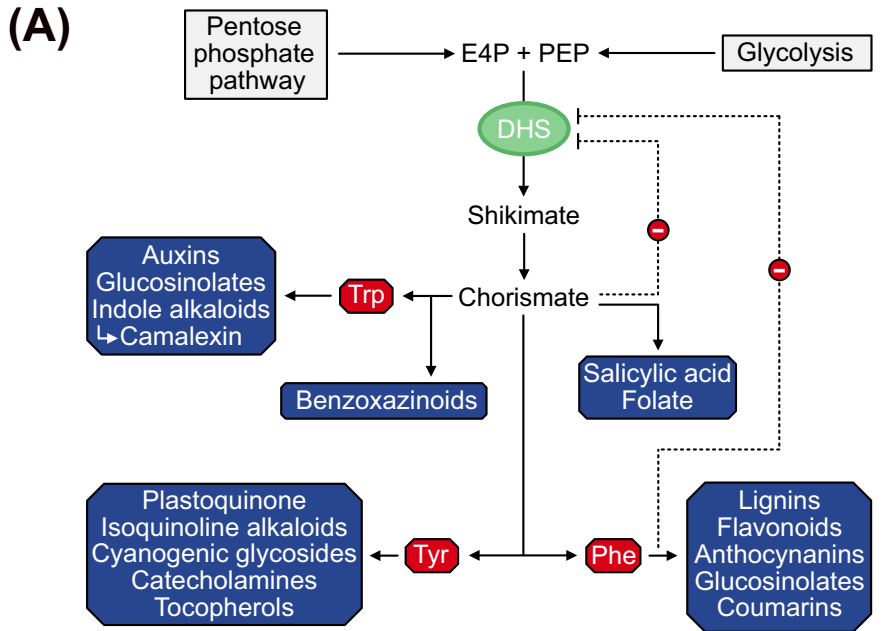 (A)
Pentose
phosphate
pathway
E4P + PEP
Glycolysis
DHS
Shikimate
Auxins
Glucosinolates
Indole alkaloids
Camalexin
Trp
Chorismate
Benzoxazinoids
Salicylic acid
Folate
Plastoquinone
Isoquinoline alkaloids
Cyanogenic glycosides
Catecholamines
Tocopherols
Tyr
Phe
Lignins
Flavonoids
Anthocynanins
Glucosinolates
Coumarins